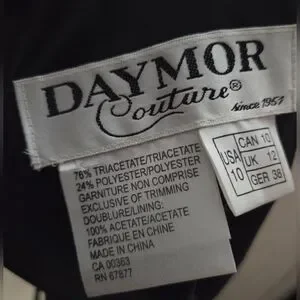 DAYMOR
Couture®
since 1957
76% TRIACETATE/TRIACETATE
24% POLYESTER/POLYESTER
GARNITURE NON COMPRISE
EXCLUSIVE OF TRIMMING
DOUBLURE/LINING:
100% ACETATE/ACETATE
FABRIQUE EN CHINE
MADE IN CHINA
CA 00363
RN 67877
USA 10
CAN 10
UK 12
GER 38